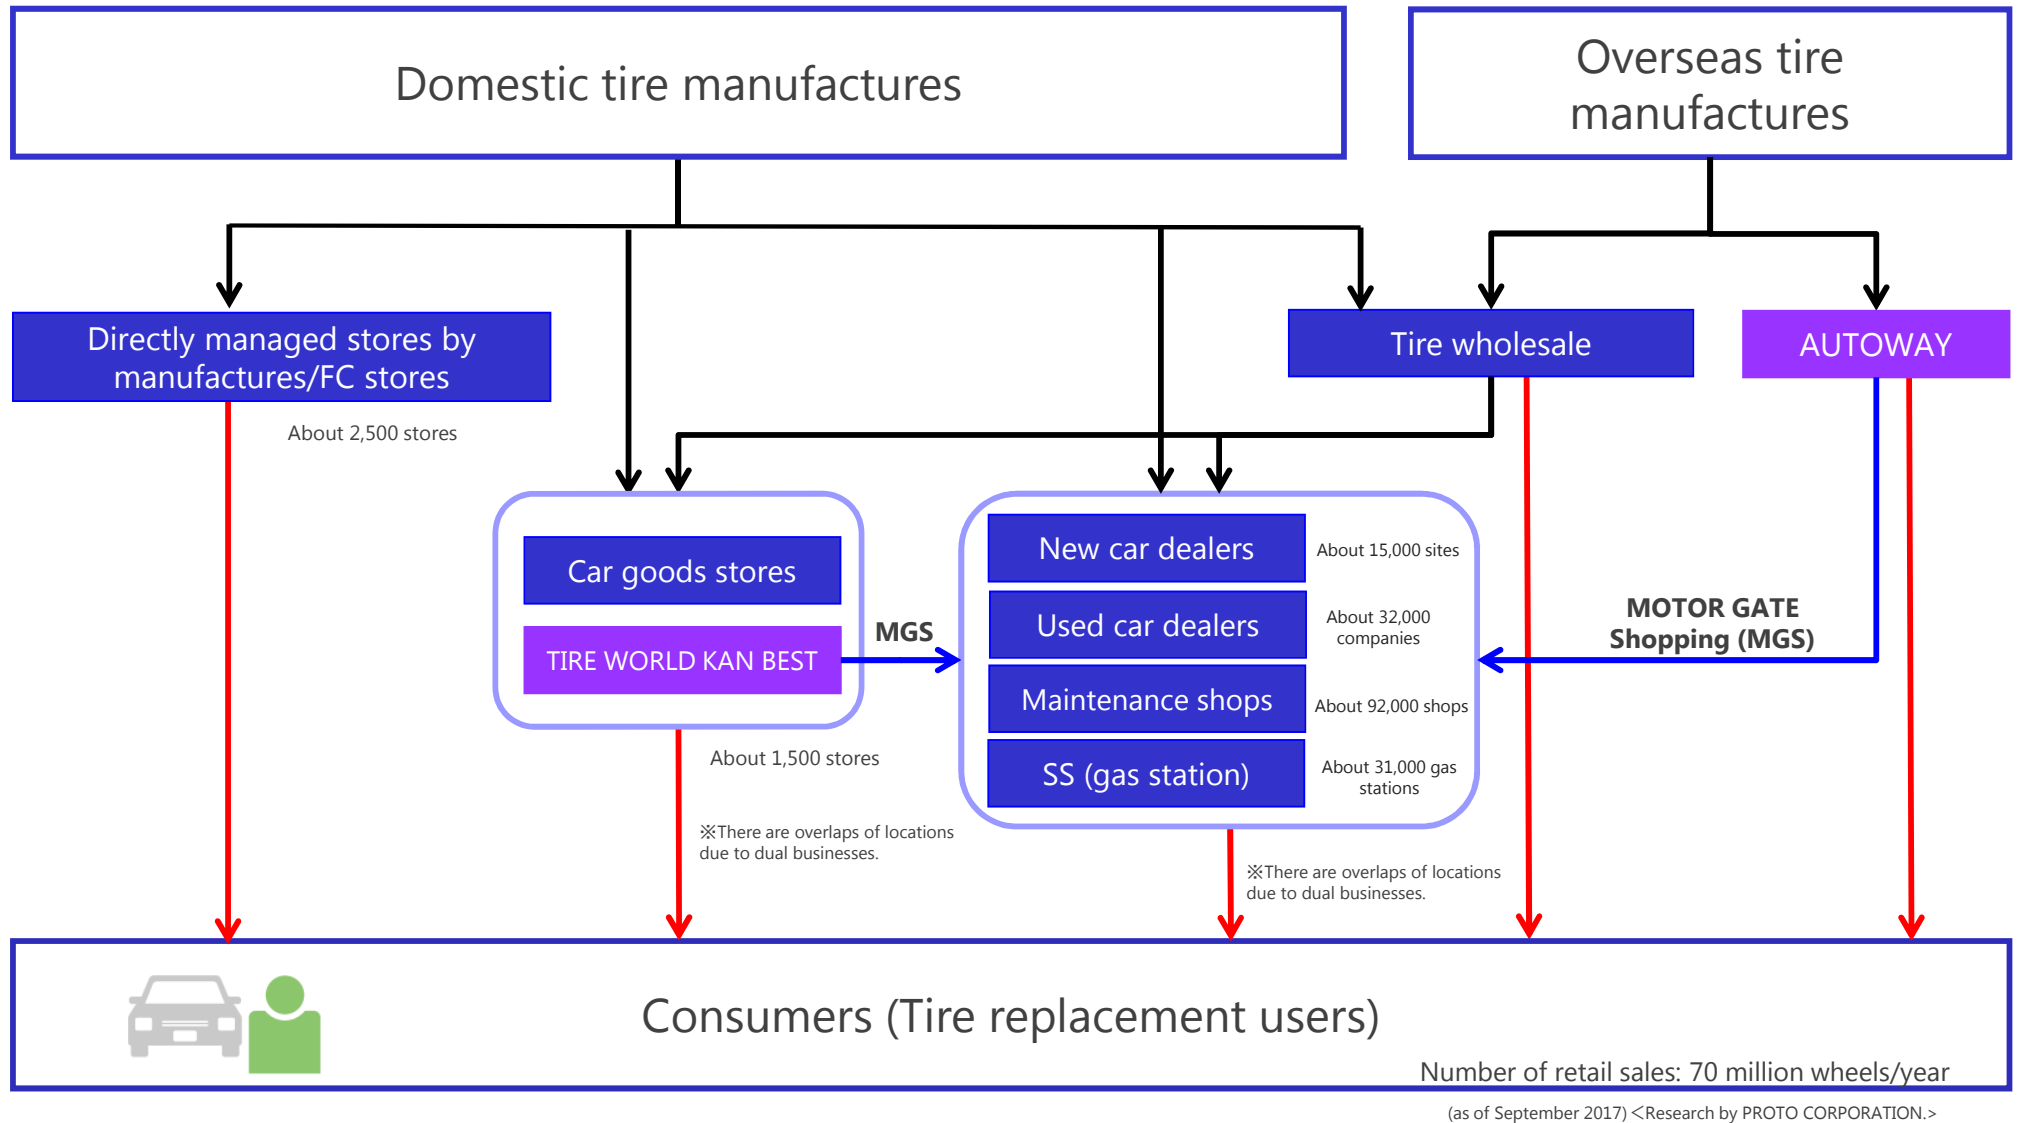 Domestic tire manufactures
Overseas tire
manufactures
Directly managed stores by
manufactures/FC stores
Tire wholesale
AUTOWAY
About 2,500 stores
Car goods stores
TIRE WORLD KAN BEST
MGS
New car dealers
About 15,000 sites
Used car dealers
About 32,000
companies
Maintenance shops
About 92,000 shops
SS (gas station)
About 31,000 gas
stations
MOTOR GATE
Shopping (MGS)
About 1,500 stores
※There are overlaps of locations
due to dual businesses.
※There are overlaps of locations
due to dual businesses.
Consumers (Tire replacement users)
Number of retail sales: 70 million wheels/year
(as of September 2017)＜Research by PROTO CORPORATION.>